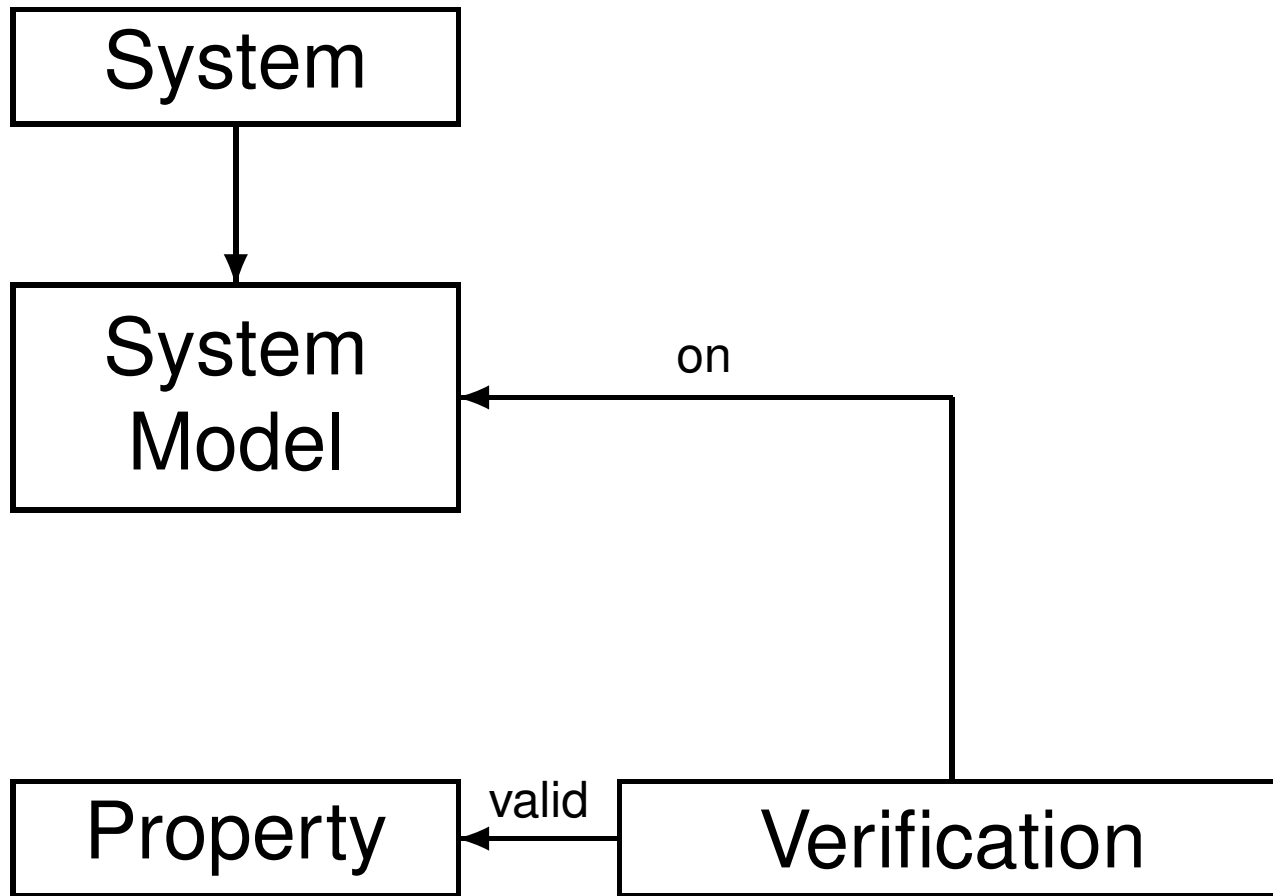 System
System
Model
on
valid
Property
Verification